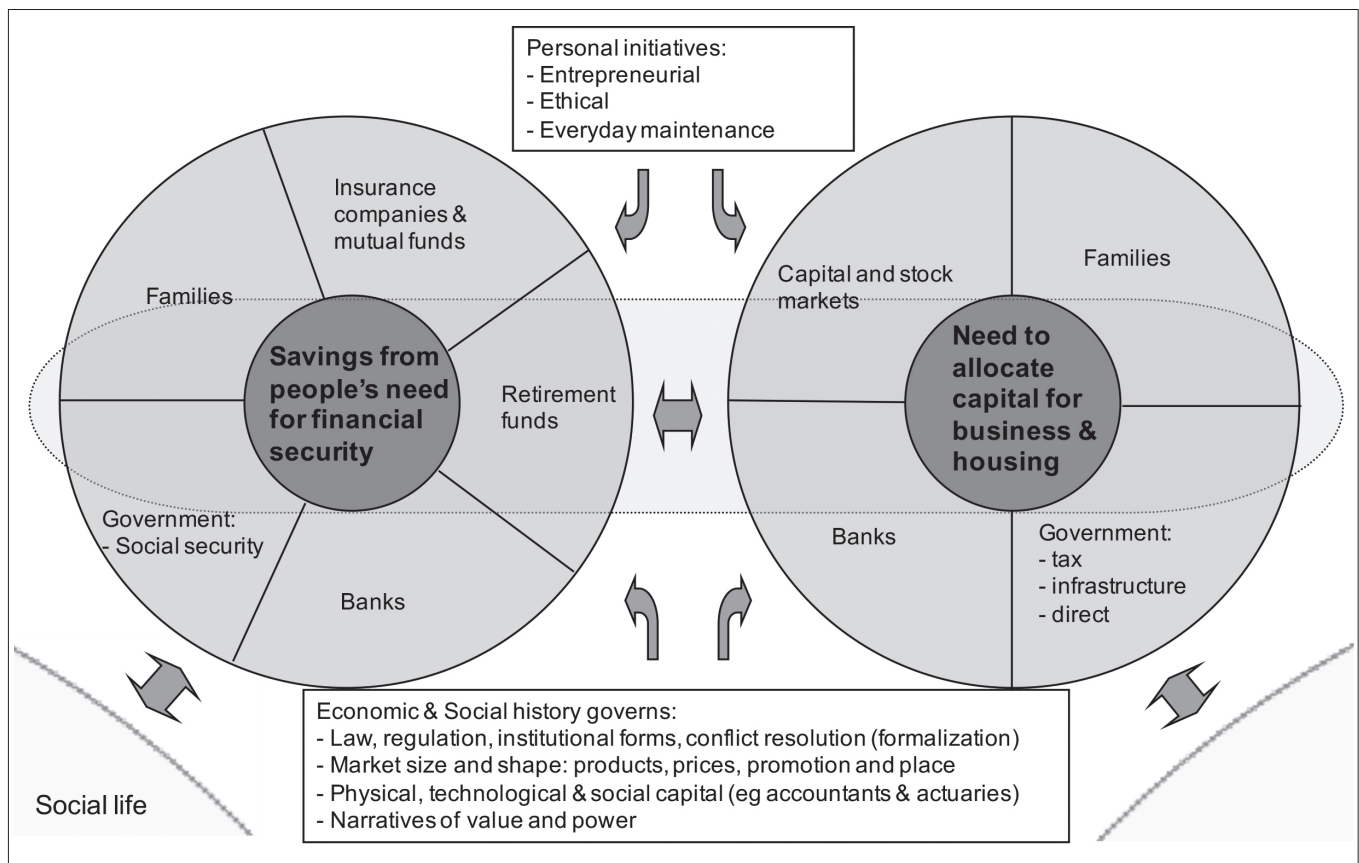 Personal initiatives:
- Entrepreneurial
- Ethical
- Everyday maintenance
Insurance
companies &
mutual funds
Families
Savings from
people's need
for financial
security
Retirement
funds
Government:
- Social security
Banks
Capital and stock
markets
Families
Need to
allocate
capital for
business &
housing
Banks
Government:
- tax
- infrastructure
- direct
Economic & Social history governs:
- Law, regulation, institutional forms, conflict resolution (formalization)
- Market size and shape: products, prices, promotion and place
- Physical, technological & social capital (eg accountants & actuaries)
- Narratives of value and power
Social life